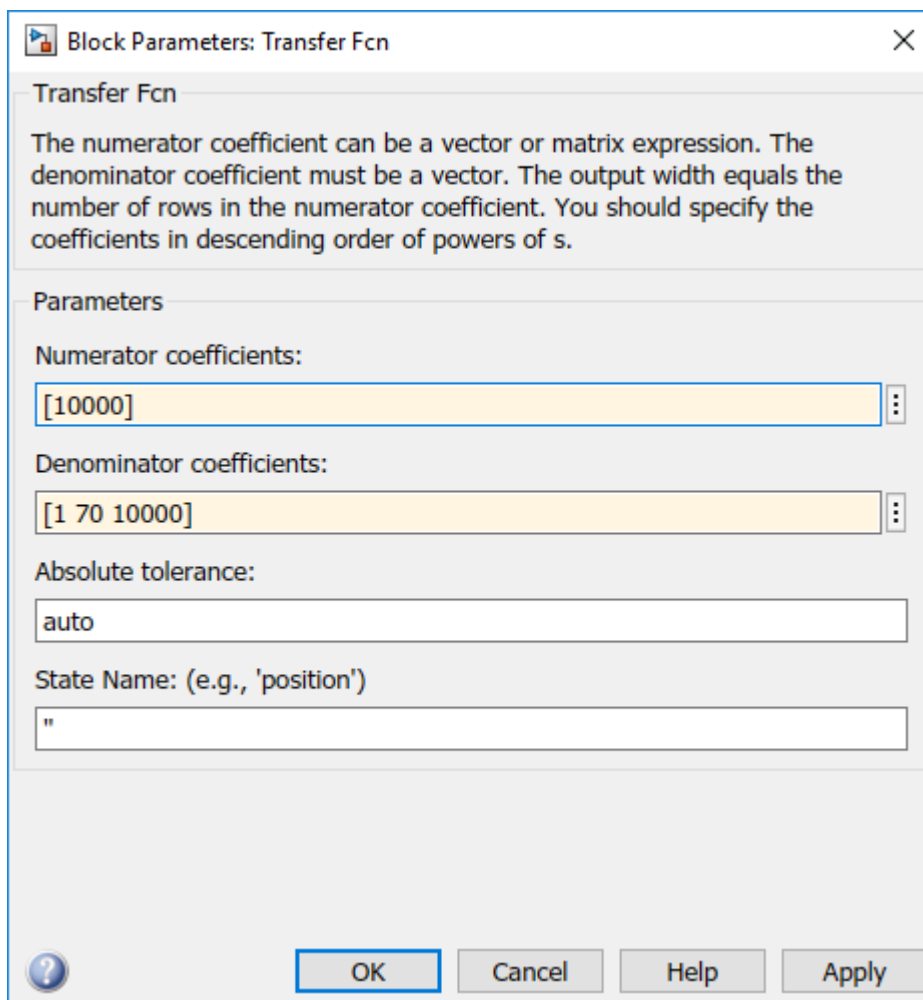 Block Parameters: Transfer Fcn
Transfer Fcn
The numerator coefficient can be a vector or matrix expression. The
denominator coefficient must be a vector. The output width equals the
number of rows in the numerator coefficient. You should specify the
coefficients in descending order of powers of s.
Parameters
Numerator coefficients:
[10000]
Denominator coefficients:
[1 70 10000]
Absolute tolerance:
auto
State Name: (e.g., 'position')
''
OK Cancel Help Apply